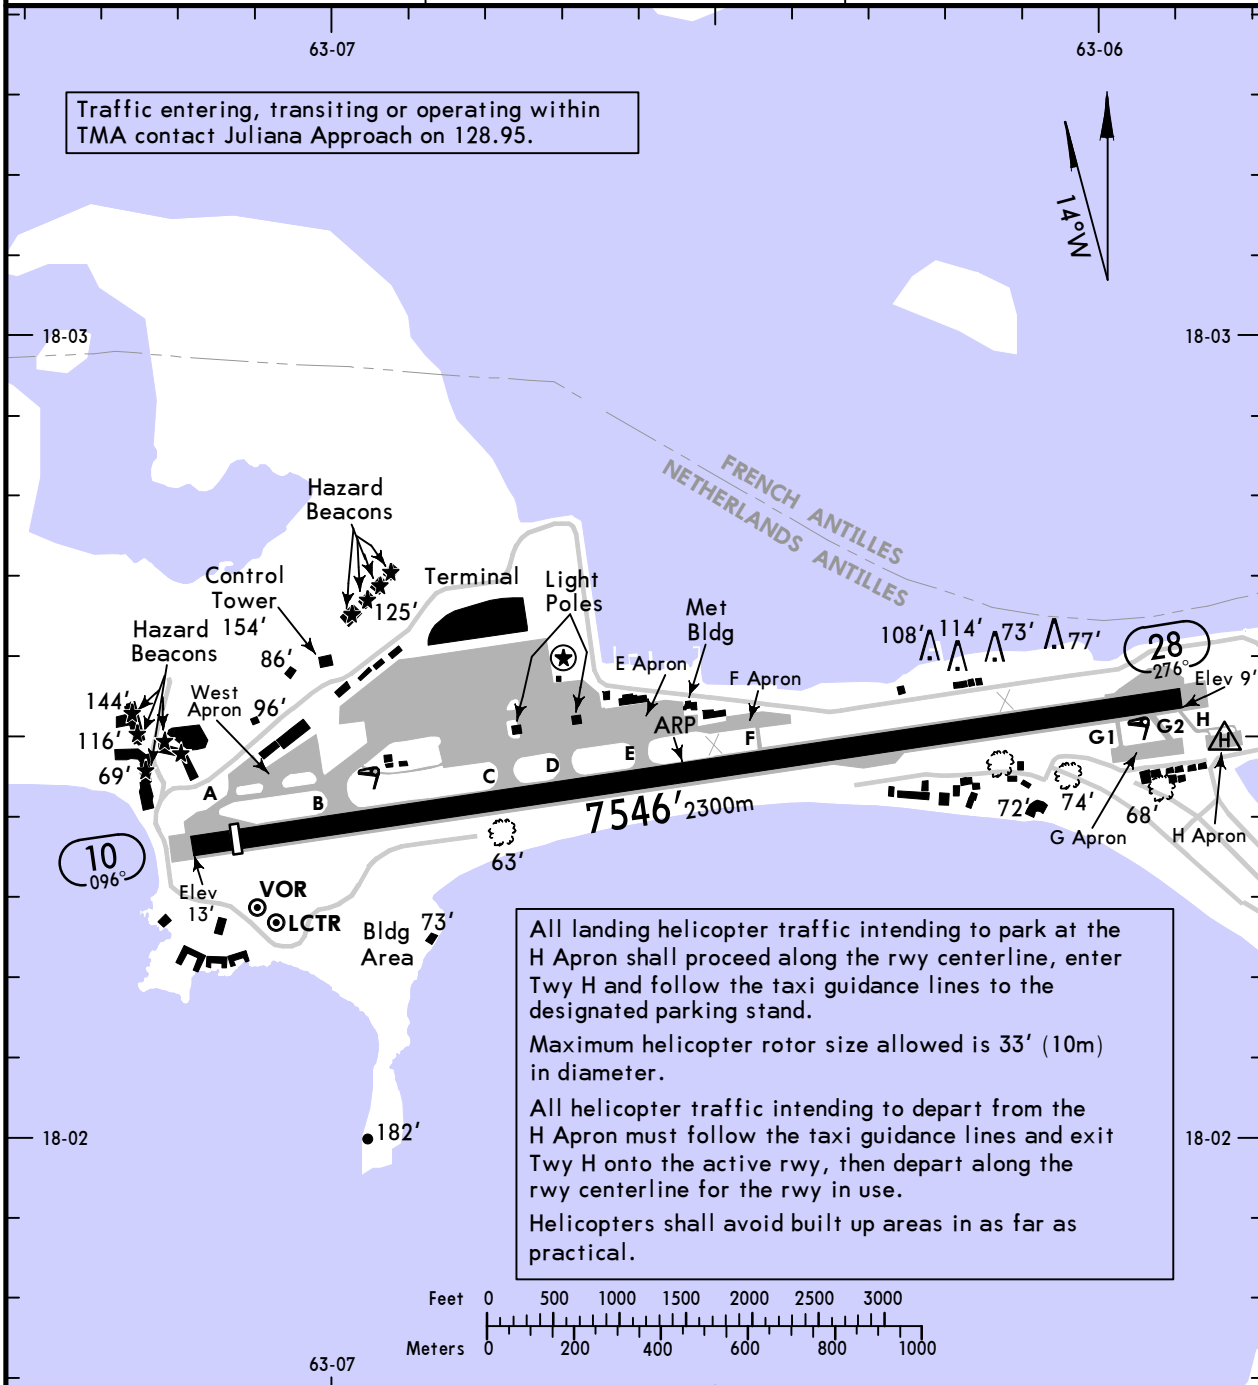 63-07
63-06
Traffic entering, transiting or operating within
TMA contact Juliana Approach on 128.95.
14°W
18-03
18-03
FRENCH ANTILLES
NETHERLANDS ANTILLES
Hazard
Beacons
125'
Control
Tower
154'
Terminal
Light
Poles
Met
Bldg
108'
114'
73'
77'
28
276°
Elev 9'
Hazard
Beacons
86'
E Apron
F Apron
144'
West
Apron
96'
116'
69'
ARP
A
B
C
D
E
F
G1
G2
H
H
7546' 2300m
63'
72'
74'
68'
G Apron
H Apron
10
096°
Elev
13'
VOR
LCTR
Bldg
Area
73'
All landing helicopter traffic intending to park at the
H Apron shall proceed along the rwy centerline, enter
Twy H and follow the taxi guidance lines to the
designated parking stand.
Maximum helicopter rotor size allowed is 33' (10m)
in diameter.
All helicopter traffic intending to depart from the
H Apron must follow the taxi guidance lines and exit
Twy H onto the active rwy, then depart along the
rwy centerline for the rwy in use.
Helicopters shall avoid built up areas in as far as
practical.
18-02
182'
18-02
Feet 0 500 1000 1500 2000 2500 3000
Meters 0 200 400 600 800 1000
63-07